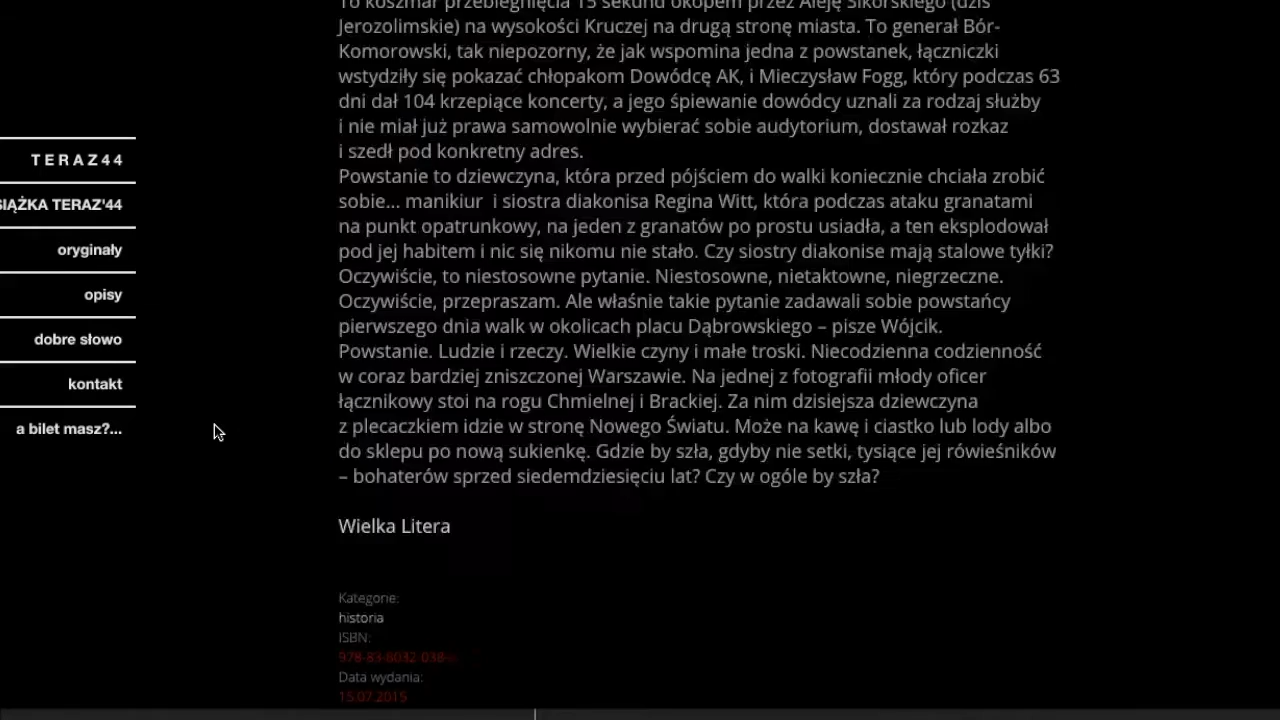 To koszmar przebiegnięcia 15 sekund okopem przez Aleję Sikorskiego (dziś
Jerozolimskie) na wysokości Kruczej na drugą stronę miasta. To generał Bór-
Komorowski, tak niepozorny, że jak wspomina jedna z powstanek, łączniczki
wstydziły się pokazać chłopakom Dowódcę AK, i Mieczysław Fogg, który podczas 63
dni dał 104 krzepiące koncerty, a jego śpiewanie dowódcy uznali za rodzaj służby
i nie miał już prawa samowolnie wybierać sobie audytorium, dostawał rozkaz
i szedł pod konkretny adres.
Powstanie to dziewczyna, która przed pójściem do walki koniecznie chciała zrobić
sobie... manikiur i siostra diakonisa Regina Witt, która podczas ataku granatami
na punkt opatrunkowy, na jeden z granatów po prostu usiadła, a ten eksplodował
pod jej habitem i nic się nikomu nie stało. Czy siostry diakonise mają stalowe tyłki?
Oczywiście, to niestosowne pytanie. Niestosowne, nietaktowne, niegrzeczne.
Oczywiście, przepraszam. Ale właśnie takie pytanie zadawali sobie powstańcy
pierwszego dnia walk w okolicach placu Dąbrowskiego – pisze Wójcik.
Powstanie. Ludzie i rzeczy. Wielkie czyny i małe troski. Niecodzienna codzienność
w coraz bardziej zniszczonej Warszawie. Na jednej z fotografii młody oficer
łącznikowy stoi na rogu Chmielnej i Brackiej. Za nim dzisiejsza dziewczyna
z plecaczkiem idzie w stronę Nowego Światu. Może na kawę i ciastko lub lody albo
do sklepu po nową sukienkę. Gdzie by szła, gdyby nie setki, tysiące jej rówieśników
– bohaterów sprzed siedemdziesięciu lat? Czy w ogóle by szła?
Wielka Litera
Kategorie:
historia
ISBN:
978-83-8032-038-
Data wydania:
15.07.2015
TERAZ44
SIĄŻKA TERAZ'44
oryginały
opisy
dobre słowo
kontakt
a bilet masz?...